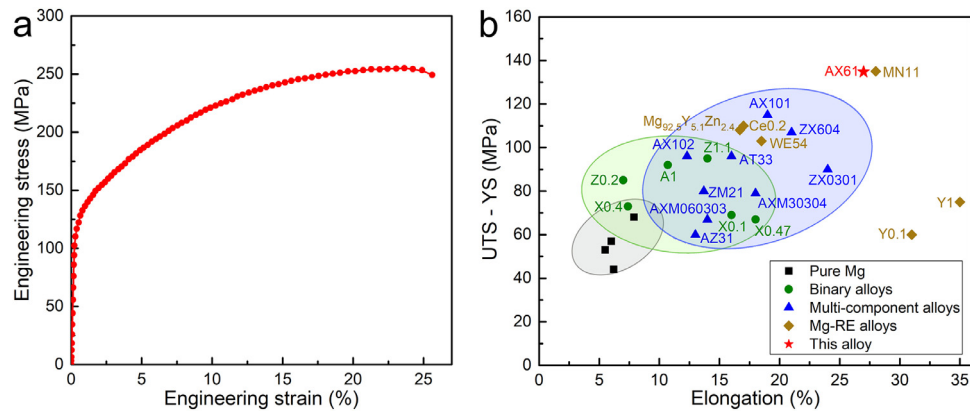 a
300
250
200
150
100
50
0
Engineering stress (MPa)
0 5 10 15 20 25
Engineering strain (%)
b
160
140
120
100
80
60
40
20
0
UTS - YS (MPa)
AX61
MN11
AX101
Mg92.5Y5.1Zn2.4
Ce0.2
ZX604
WE54
AX102
Z1.1
AT33
A1
ZX0301
Z0.2
ZM21
X0.4
AXM060303
AXM30304
Y1
X0.1
X0.47
AZ31
Y0.1
Pure Mg
Binary alloys
Multi-component alloys
Mg-RE alloys
This alloy
0 5 10 15 20 25 30 35
Elongation (%)